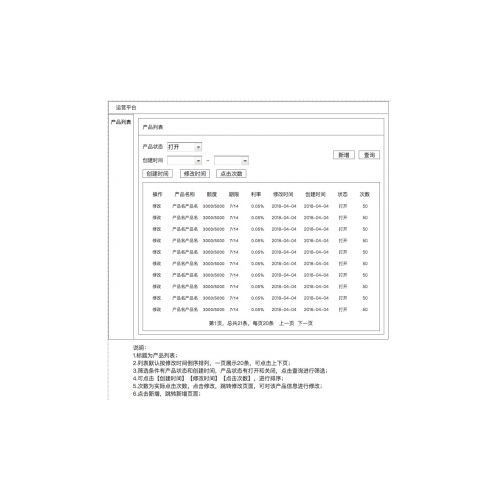 运营平台
产品列表
产品列表
产品状态 打开
创建时间 -
新增 查询
创建时间 修改时间 点击次数
操作 产品名称 额度 期限 利率 修改时间 创建时间 状态 次数
修改 产品名产品名 3000/5000 7/14 0.05% 2018-04-04 2018-04-04 打开 50
修改 产品名产品名 3000/5000 7/14 0.05% 2018-04-04 2018-04-04 打开 50
修改 产品名产品名 3000/5000 7/14 0.05% 2018-04-04 2018-04-04 打开 50
修改 产品名产品名 3000/5000 7/14 0.05% 2018-04-04 2018-04-04 打开 50
修改 产品名产品名 3000/5000 7/14 0.05% 2018-04-04 2018-04-04 打开 50
修改 产品名产品名 3000/5000 7/14 0.05% 2018-04-04 2018-04-04 打开 50
修改 产品名产品名 3000/5000 7/14 0.05% 2018-04-04 2018-04-04 打开 50
修改 产品名产品名 3000/5000 7/14 0.05% 2018-04-04 2018-04-04 打开 50
修改 产品名产品名 3000/5000 7/14 0.05% 2018-04-04 2018-04-04 打开 50
修改 产品名产品名 3000/5000 7/14 0.05% 2018-04-04 2018-04-04 打开 50
第1页，总共21条，每页20条 上一页 下一页
说明：
1.标题为产品列表；
2.列表默认按修改时间倒序排列，一页展示20条，可点击上下页；
3.筛选条件有产品状态和创建时间，产品状态有打开和关闭，点击查询进行筛选；
4.可点击【创建时间】【修改时间】【点击次数】，进行排序；
5.次数为实际点击次数，点击修改，跳转修改页面，可对该产品信息进行修改；
6.点击新增，跳转新增页面；